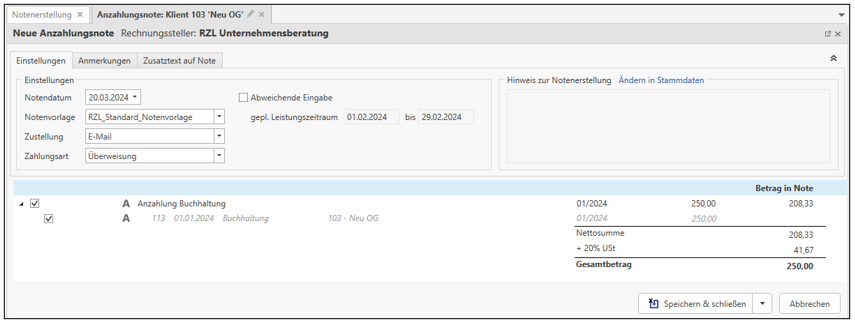 Notenerstellung Anzahlungsnote: Klient 103 'Neu OG'
Neue Anzahlungsnote Rechnungssteller: RZL Unternehmensberatung
Einstellungen Anmerkungen Zusatztext auf Note
Einstellungen Hinweis zur Notenerstellung Ändern in Stammdaten
Notendatum 20.03.2024 Abweichende Eingabe
Notenvorlage RZL_Standard_Notenvorlage gepl. Leistungszeitraum 01.02.2024 bis 29.02.2024
Zustellung E-Mail
Zahlungsart Überweisung
Betrag in Note
A Anzahlung Buchhaltung 01/2024 250,00 208,33
A 113 01.01.2024 Buchhaltung 103 - Neu OG 01/2024 250,00
Nettosumme 208,33
+ 20% USt 41,67
Gesamtbetrag 250,00
Speichern & schließen Abbrechen